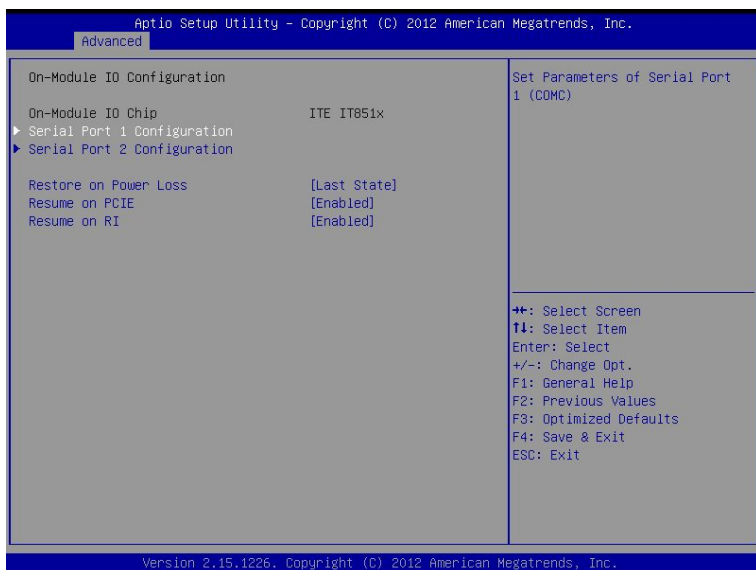 Aptio Setup Utility – Copyright (C) 2012 American Megatrends, Inc.
Advanced
On-Module IO Configuration
On-Module IO Chip ITE IT851x
Serial Port 1 Configuration
Serial Port 2 Configuration
Restore on Power Loss [Last State]
Resume on PCIE [Enabled]
Resume on RI [Enabled]
Set Parameters of Serial Port
1 (COMC)
→←: Select Screen
↑↓: Select Item
Enter: Select
+/-: Change Opt.
F1: General Help
F2: Previous Values
F3: Optimized Defaults
F4: Save & Exit
ESC: Exit
Version 2.15.1226. Copyright (C) 2012 American Megatrends, Inc.